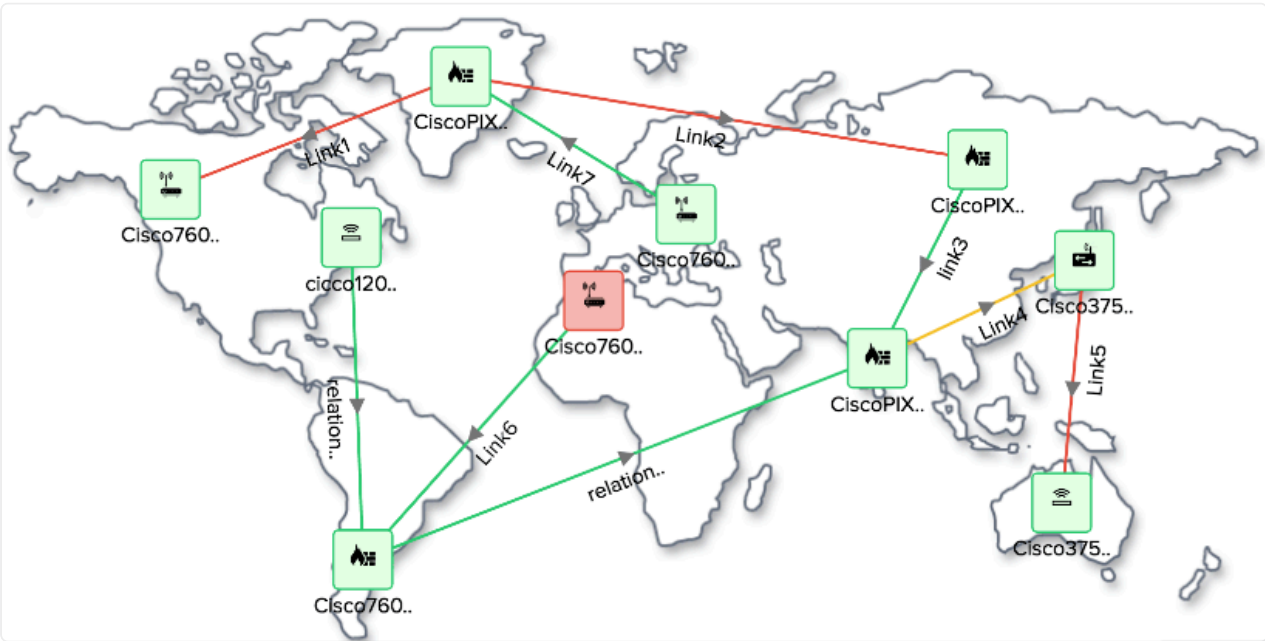 CiscoPIX..
Link1
Link2
Link7
Cisco760..
CiscoPIX..
cicco120..
Cisco760..
link3
Cisco375..
Link4
Cisco760..
Link5
CiscoPIX..
relation..
Link6
relation..
Cisco375..
Cisco760..